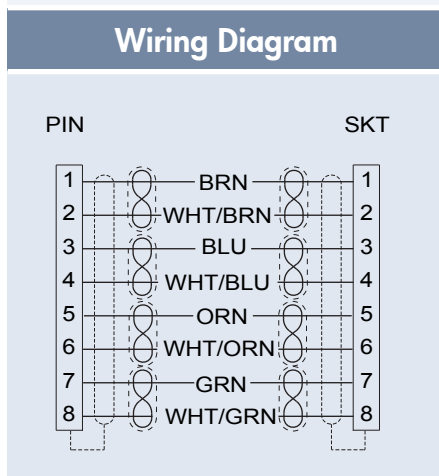 Wiring Diagram
PIN SKT
1 BRN 1
2 WHT/BRN 2
3 BLU 3
4 WHT/BLU 4
5 ORN 5
6 WHT/ORN 6
7 GRN 7
8 WHT/GRN 8